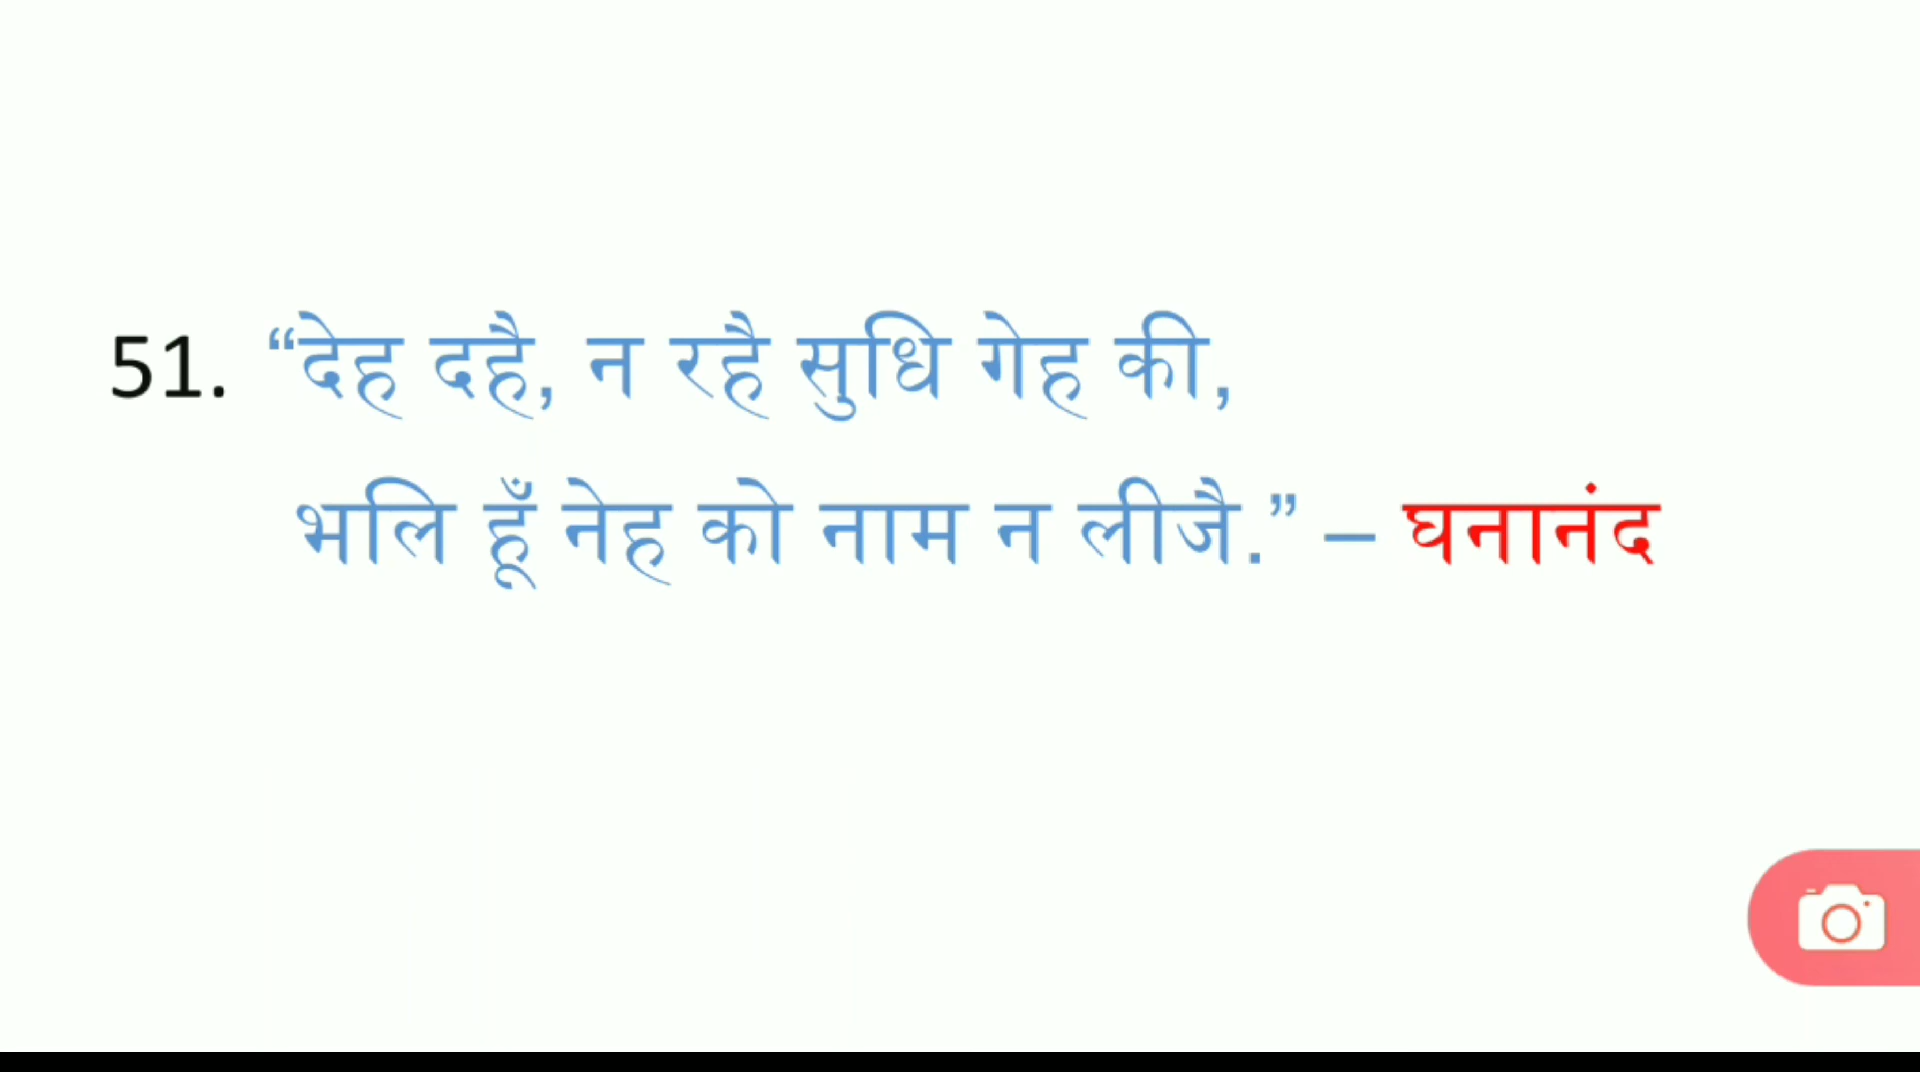 51. “देह दहै, न रहै सुधि गेह की,
भलि हूँ नेह को नाम न लीजै.” – घनानंद